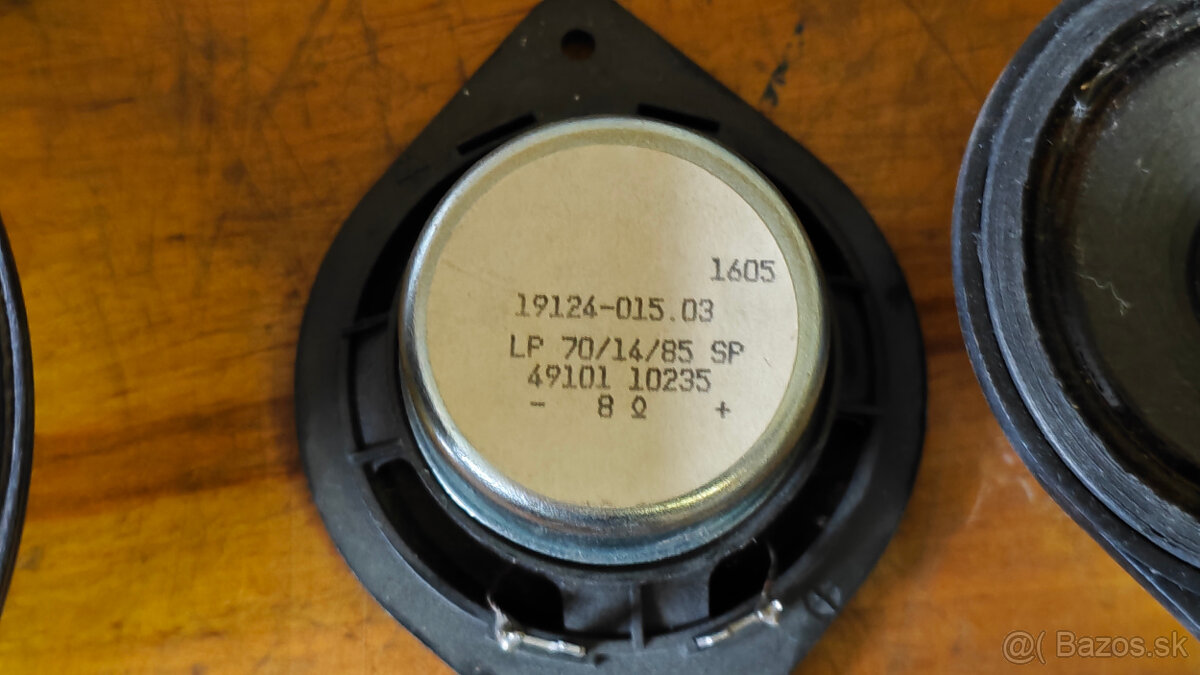 1605
19124-015.03
LP 70/14/85 SP
49101 10235
- 8 Ω +
@( Bazos.sk